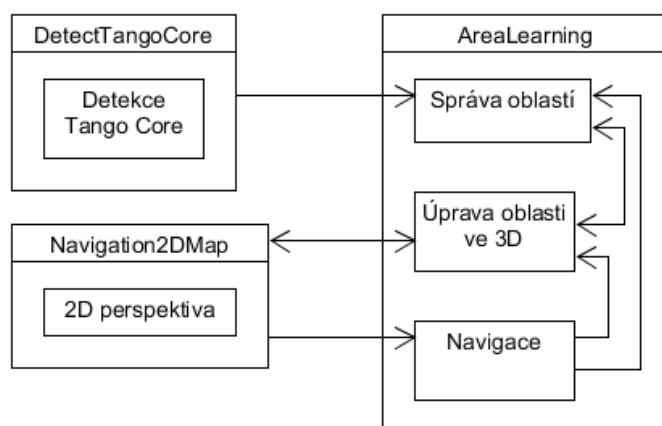 DetectTangoCore
Detekce
Tango Core
AreaLearning
Správa oblastí
Úprava oblasti
ve 3D
Navigace
Navigation2DMap
2D perspektiva